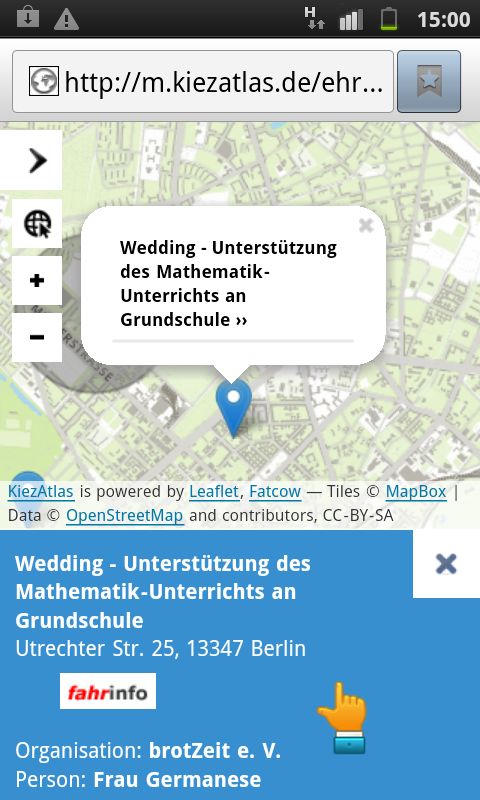 H
15:00
http://m.kiezatlas.de/ehr...
Wedding - Unterstützung
des Mathematik-
Unterrichts an
Grundschule ››
+
-
KiezAtlas is powered by Leaflet, Fatcow — Tiles © MapBox |
Data © OpenStreetMap and contributors, CC-BY-SA
Wedding - Unterstützung des
Mathematik-Unterrichts an
Grundschule
Utrechter Str. 25, 13347 Berlin
fahrinfo
Organisation: brotZeit e. V.
Person: Frau Germanese